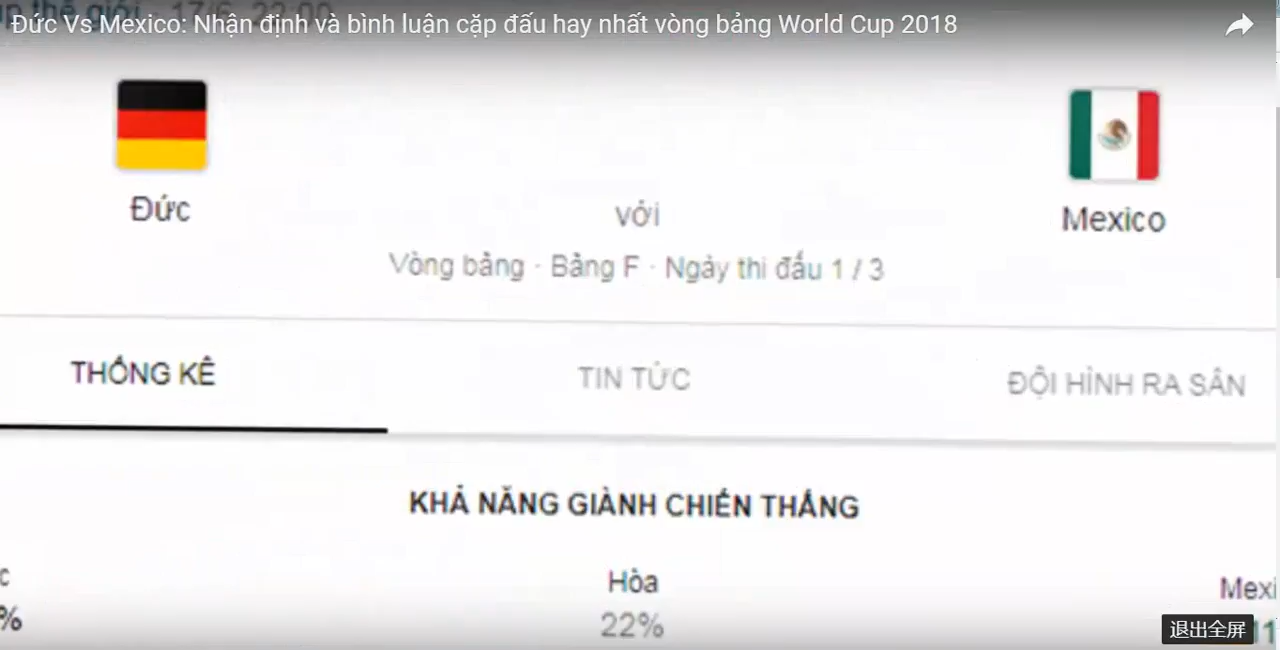 Đức Vs Mexico: Nhận định và bình luận cặp đấu hay nhất vòng bảng World Cup 2018
Đức
với
Mexico
Vòng bảng · Bảng F · Ngày thi đấu 1 / 3
THỐNG KÊ
TIN TỨC
ĐỘI HÌNH RA SÂN
KHẢ NĂNG GIÀNH CHIẾN THẮNG
Hòa
22%
退出全屏